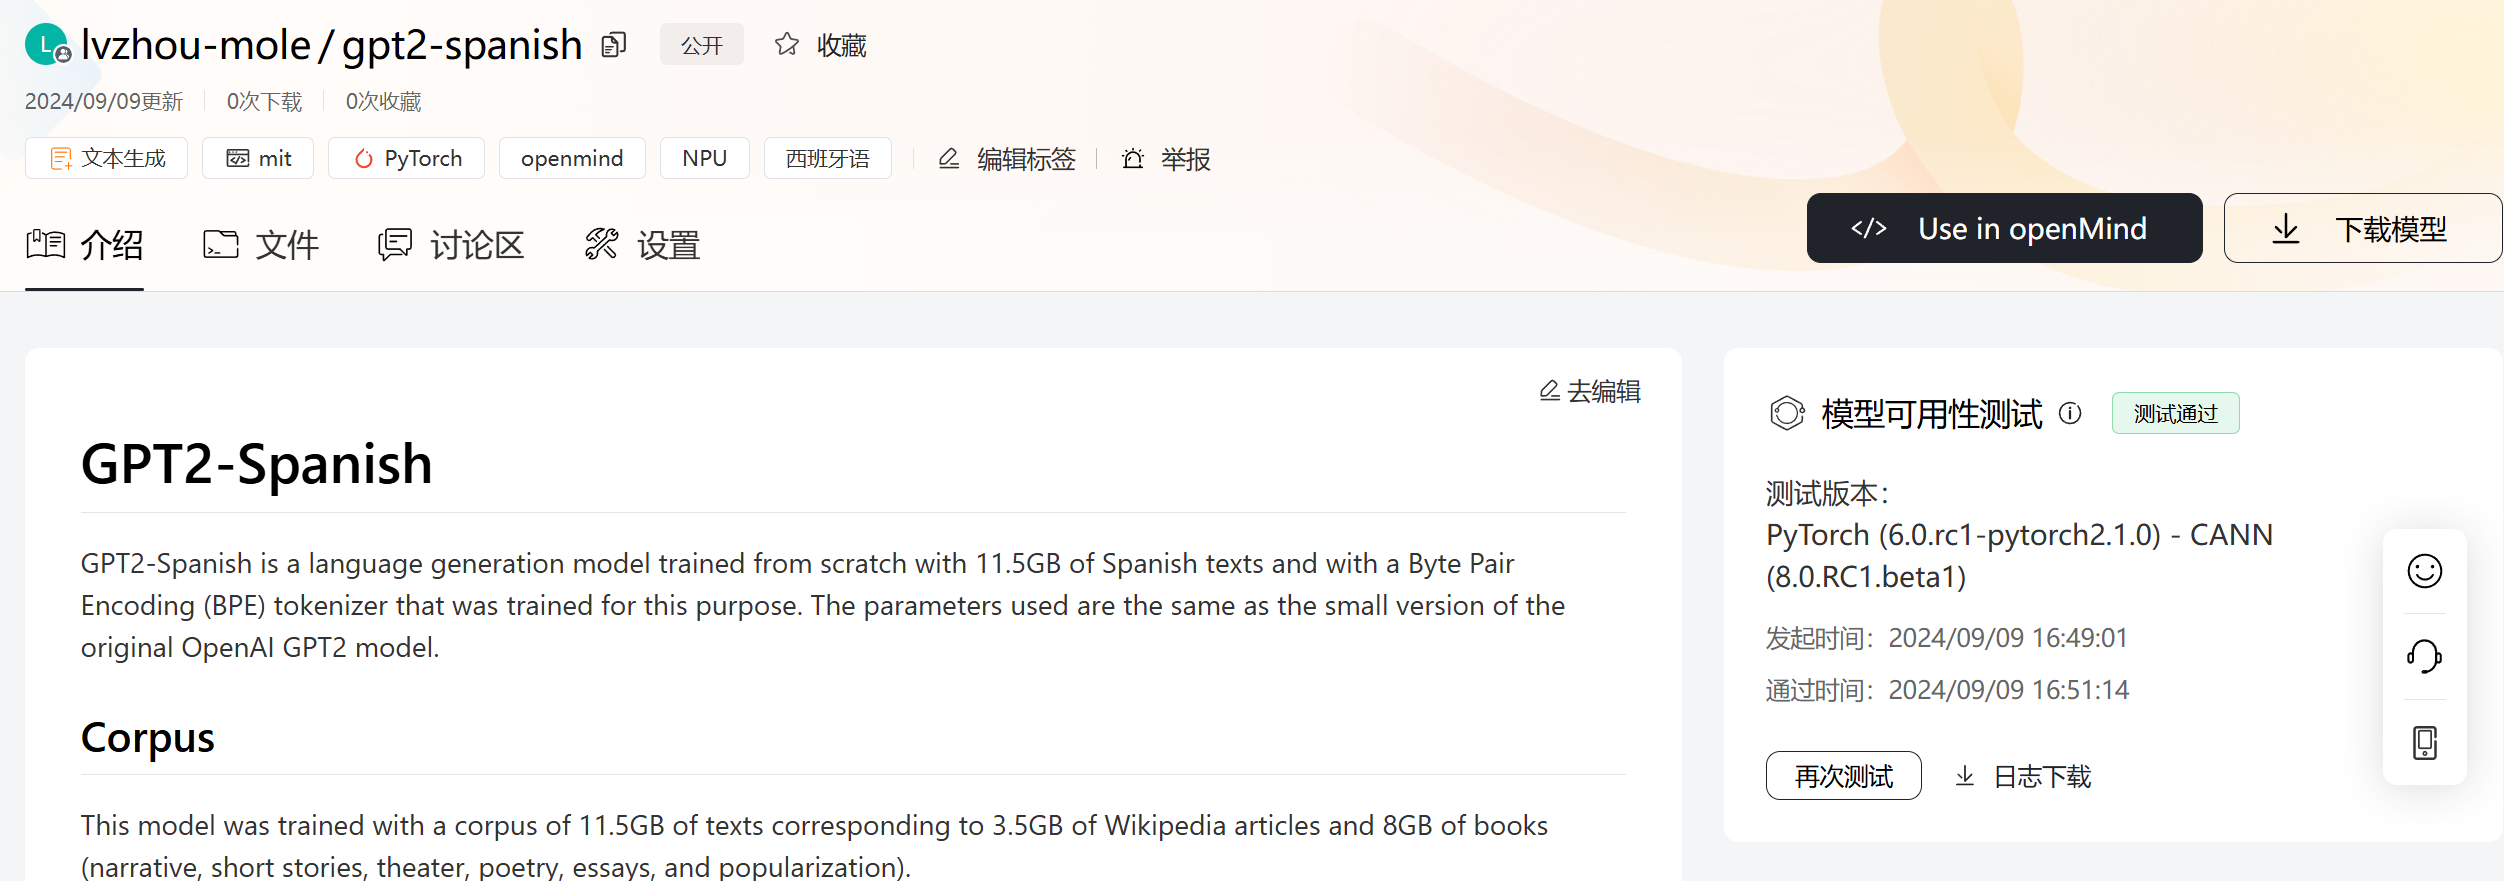 L lvzhou-mole / gpt2-spanish 公开 收藏
2024/09/09更新 0次下载 0次收藏
文本生成 mit PyTorch openmind NPU 西班牙语 编辑标签 举报
介绍 文件 讨论区 设置
</> Use in openMind 下载模型
去编辑
GPT2-Spanish
GPT2-Spanish is a language generation model trained from scratch with 11.5GB of Spanish texts and with a Byte Pair
Encoding (BPE) tokenizer that was trained for this purpose. The parameters used are the same as the small version of the
original OpenAI GPT2 model.
Corpus
This model was trained with a corpus of 11.5GB of texts corresponding to 3.5GB of Wikipedia articles and 8GB of books
(narrative, short stories, theater, poetry, essays, and popularization).
模型可用性测试 测试通过
测试版本：
PyTorch (6.0.rc1-pytorch2.1.0) - CANN
(8.0.RC1.beta1)
发起时间：2024/09/09 16:49:01
通过时间：2024/09/09 16:51:14
再次测试 日志下载